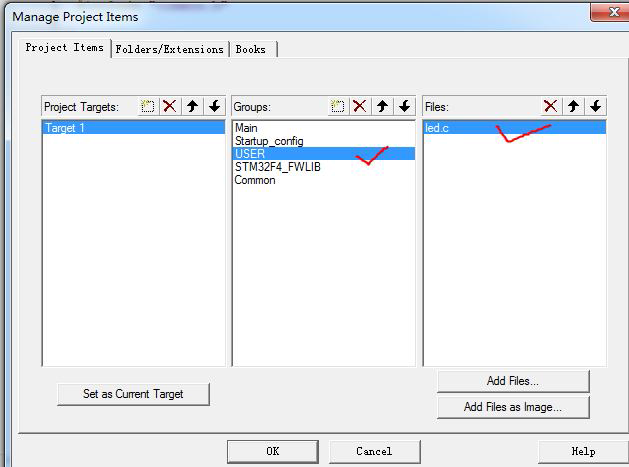 Manage Project Items
Project Items Folders/Extensions Books
Project Targets: Groups: Files:
Target 1
Main
Startup_config
USER
STM32F4_FWLIB
Common
led.c
Set as Current Target
Add Files...
Add Files as Image...
OK Cancel Help